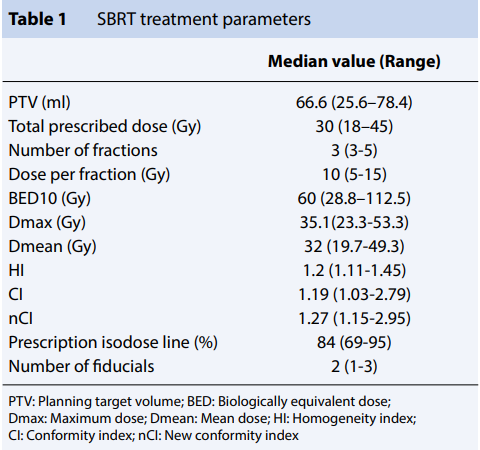 Table 1 SBRT treatment parameters
Median value (Range)
PTV (ml) 66.6 (25.6–78.4)
Total prescribed dose (Gy) 30 (18–45)
Number of fractions 3 (3-5)
Dose per fraction (Gy) 10 (5-15)
BED10 (Gy) 60 (28.8–112.5)
Dmax (Gy) 35.1(23.3-53.3)
Dmean (Gy) 32 (19.7-49.3)
HI 1.2 (1.11-1.45)
CI 1.19 (1.03-2.79)
nCI 1.27 (1.15-2.95)
Prescription isodose line (%) 84 (69-95)
Number of fiducials 2 (1-3)
PTV: Planning target volume; BED: Biologically equivalent dose;
Dmax: Maximum dose; Dmean: Mean dose; HI: Homogeneity index;
CI: Conformity index; nCI: New conformity index